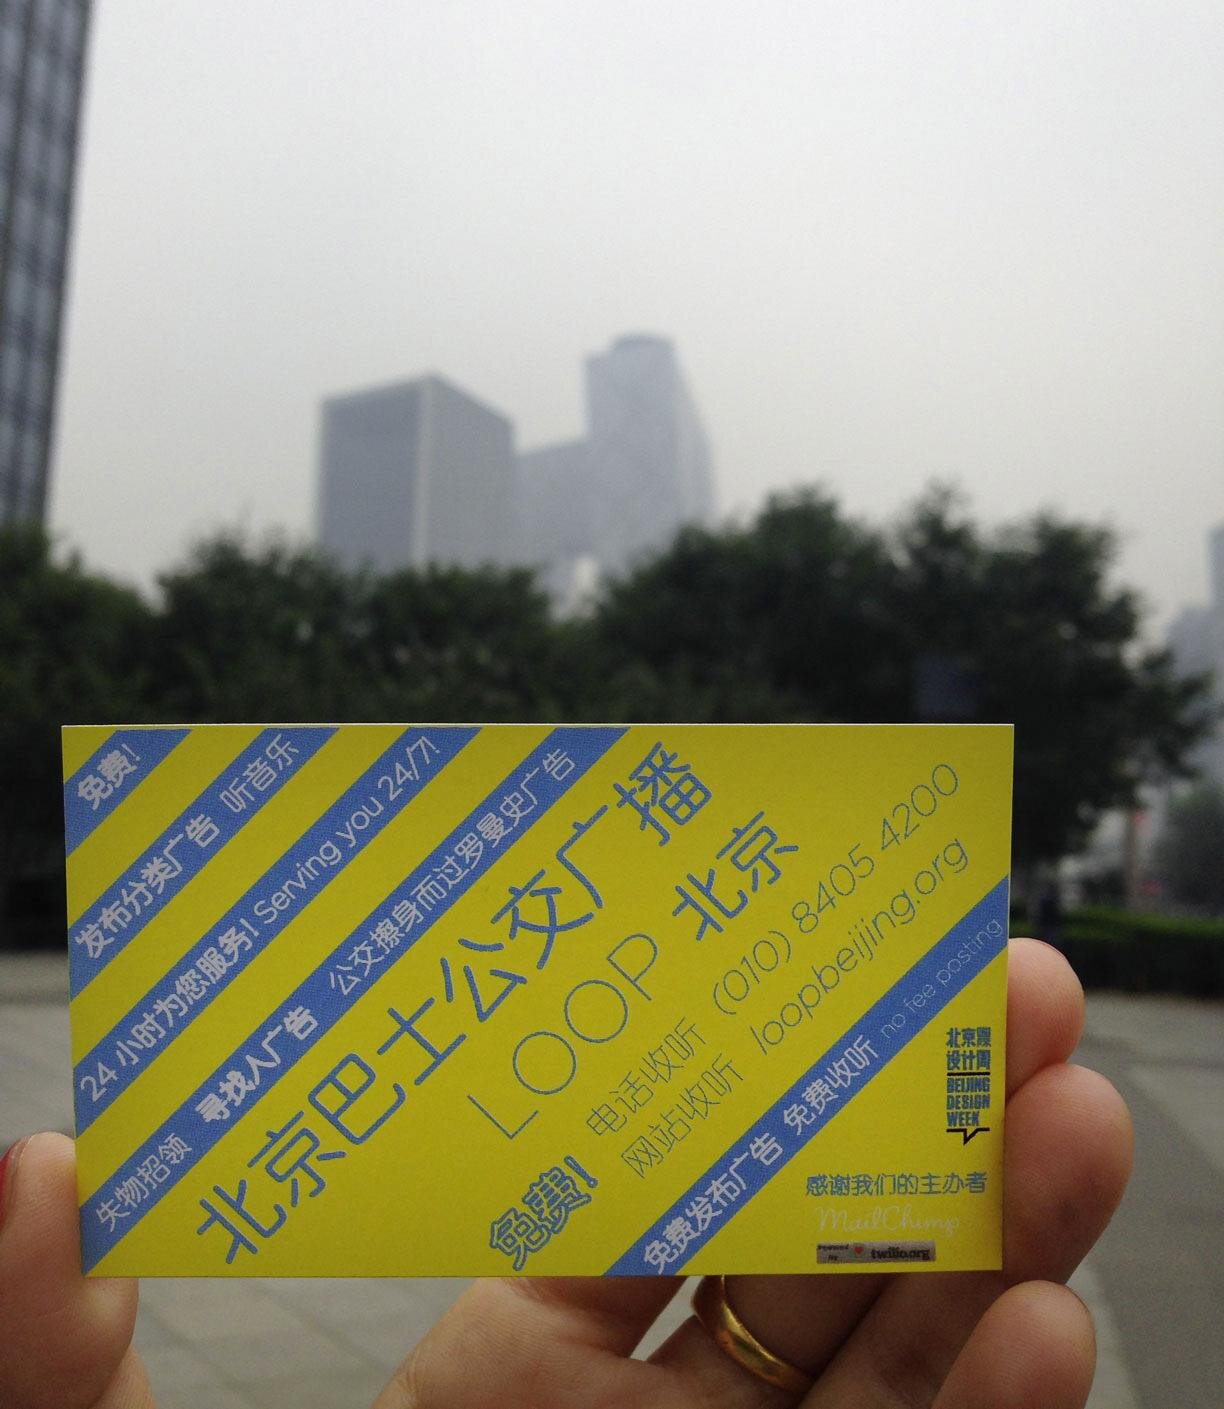 免费!
发布分类广告 听音乐
24 小时为您服务! Serving you 24/7!
失物招领 寻找人广告 公交擦身而过罗曼史广告
北京巴士公交广播
LOOP 北京
免费! 电话收听 (010) 8405 4200
网站收听 loopbeijing.org
免费发布广告 免费收听 no fee posting
北京国际
设计周
BEIJING
DESIGN
WEEK
感谢我们的主办者
MailChimp
Powered by twilio.org